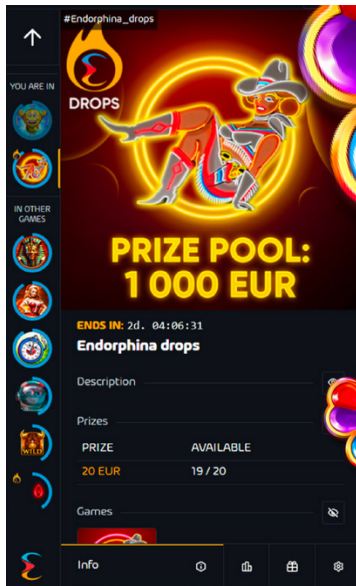 #Endorphina_drops
DROPS
YOU ARE IN
IN OTHER
GAMES
WILD
PRIZE POOL:
1 000 EUR
ENDS IN: 2d. 04:06:31
Endorphina drops
Description
Prizes
PRIZE AVAILABLE
20 EUR 19 / 20
Games
Info